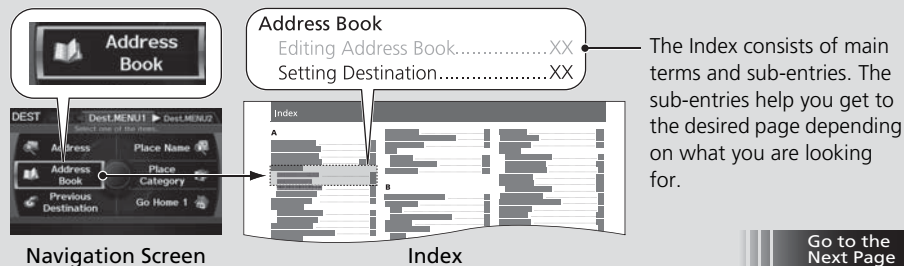 Address
Book
Address Book
Editing Address Book...............XX
Setting Destination...................XX
The Index consists of main
terms and sub-entries. The
sub-entries help you get to
the desired page depending
on what you are looking
for.
DEST
Dest.MENU1 ▶ Dest.MENU2
Select one of the items.
Address
Place Name
Address
Book
Place
Category
Previous
Destination
Go Home 1
Index
A
B
Navigation Screen
Index
Go to the
Next Page